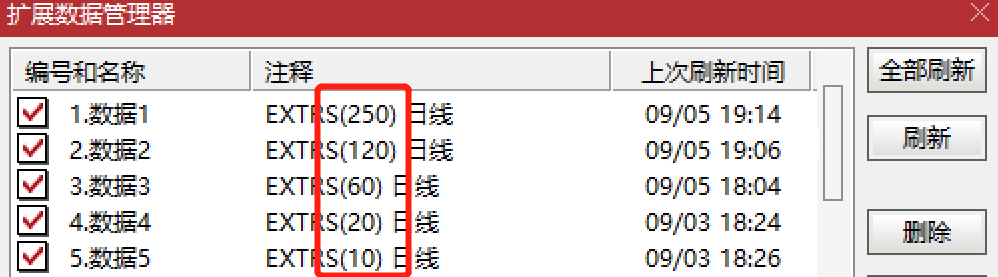 扩展数据管理器
编号和名称 注释 上次刷新时间 全部刷新
1.数据1 EXTRS(250) 日线 09/05 19:14
刷新
2.数据2 EXTRS(120) 日线 09/05 19:06
3.数据3 EXTRS(60) 日线 09/05 18:04
4.数据4 EXTRS(20) 日线 09/03 18:24
删除
5.数据5 EXTRS(10) 日线 09/03 18:26